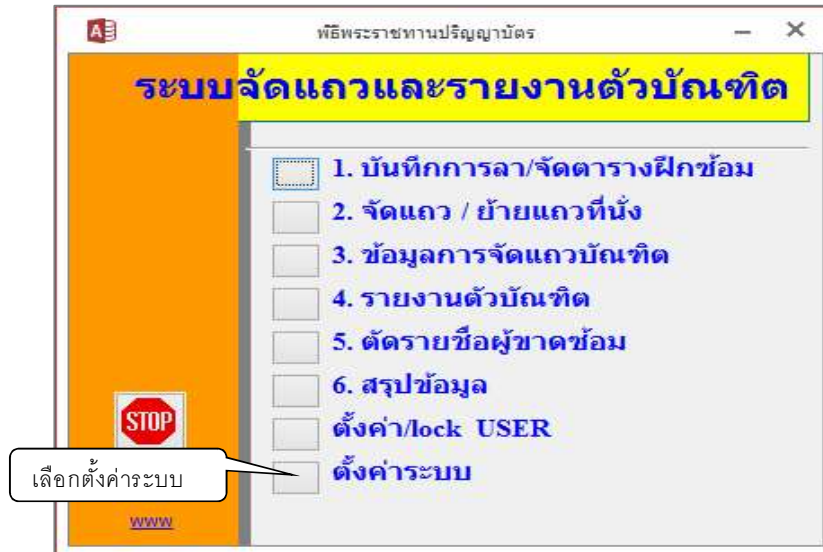 พิธีพระราชทานปริญญาบัตร
ระบบจัดแถวและรายงานตัวบัณฑิต
1. บันทึกการลา/จัดตารางฝึกซ้อม
2. จัดแถว / ย้ายแถวที่นั่ง
3. ข้อมูลการจัดแถวบัณฑิต
4. รายงานตัวบัณฑิต
5. ตัดรายชื่อผู้ขาดซ้อม
6. สรุปข้อมูล
STOP
ตั้งค่า/lock USER
เลือกตั้งค่าระบบ
ตั้งค่าระบบ
www